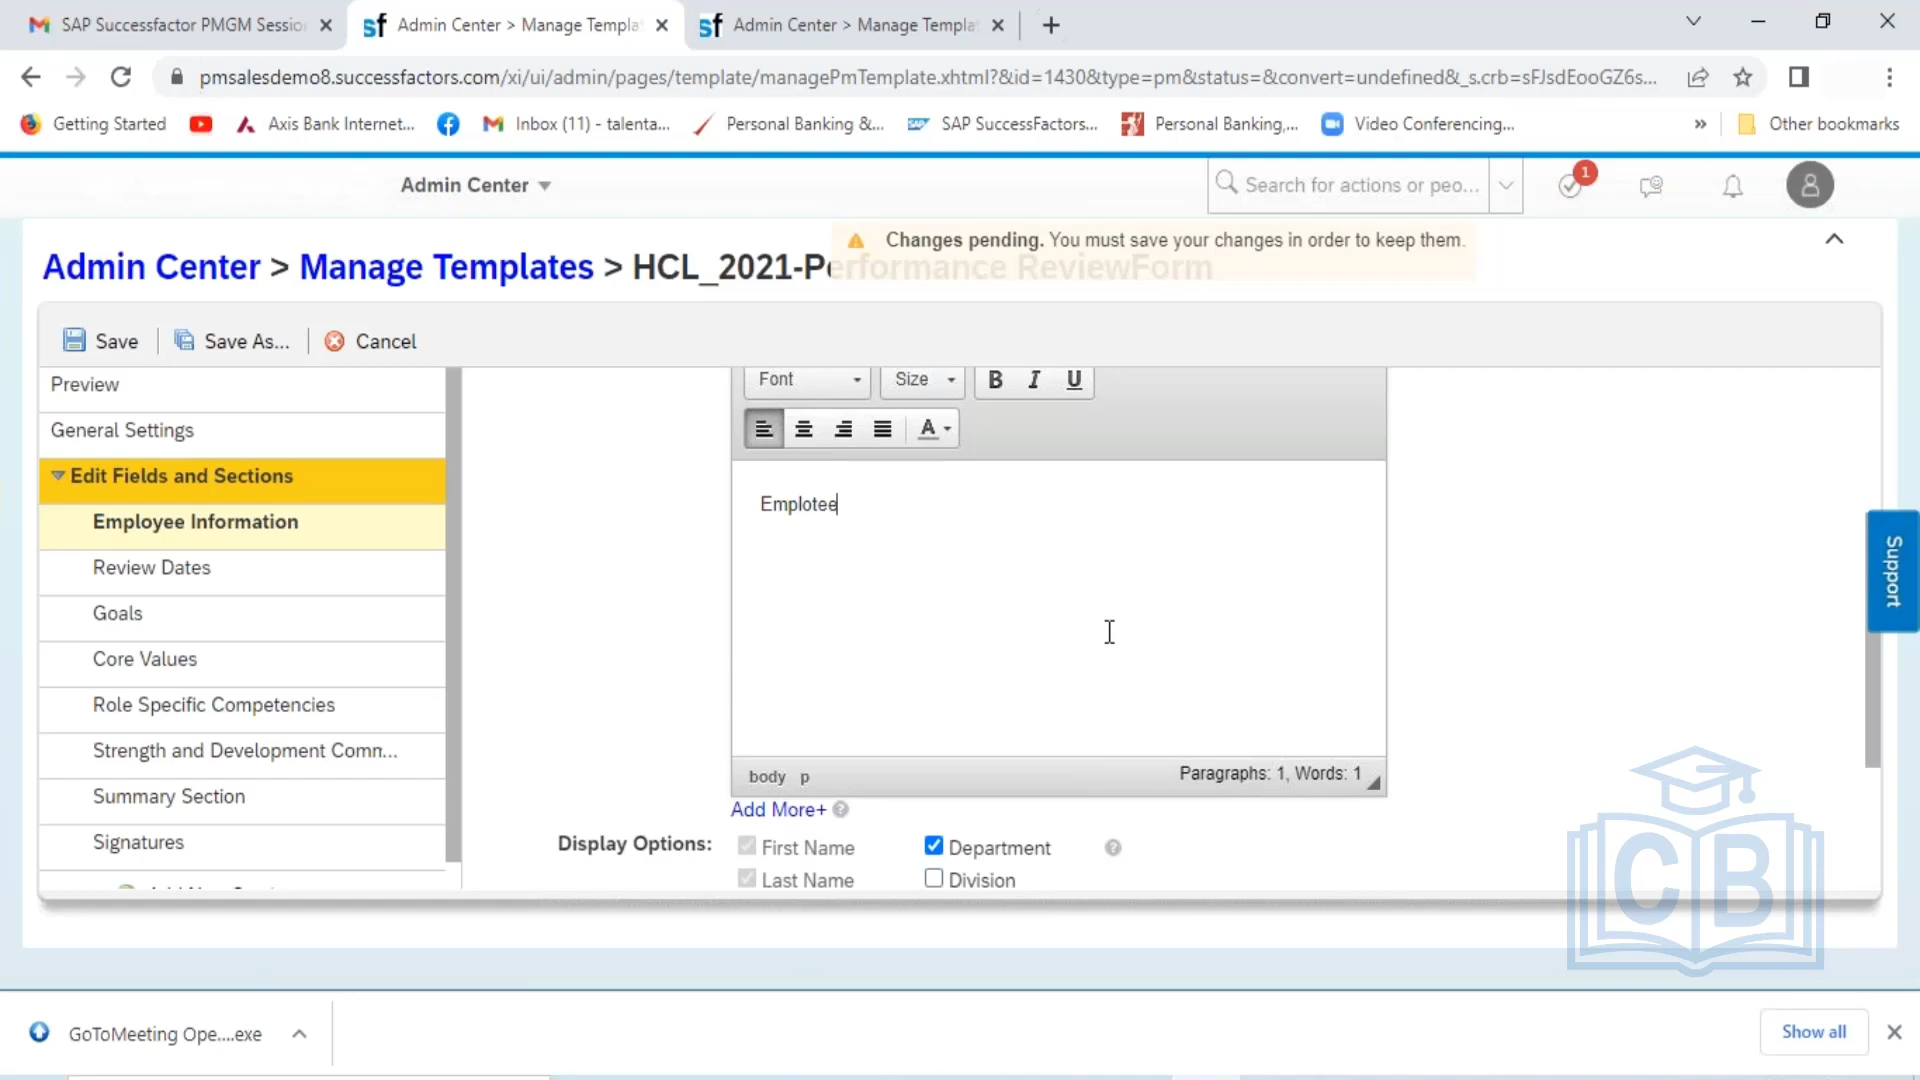 SAP Successfactor PMGM Session
Admin Center > Manage Templa
Admin Center > Manage Templa
pmsalesdemo8.successfactors.com/xi/ui/admin/pages/template/managePmTemplate.xhtml?&id=1430&type=pm&status=&convert=undefined&_s.crb=sFJsdEooGZ6s...
Getting Started
Axis Bank Internet...
Inbox (11) - talenta...
Personal Banking &...
SAP SuccessFactors...
Personal Banking,...
Video Conferencing...
»
Other bookmarks
Admin Center
Search for actions or peo...
1
Changes pending. You must save your changes in order to keep them.
Admin Center > Manage Templates > HCL_2021-Performance ReviewForm
Save
Save As...
Cancel
Preview
General Settings
Edit Fields and Sections
Employee Information
Review Dates
Goals
Core Values
Role Specific Competencies
Strength and Development Comm...
Summary Section
Signatures
Font
Size
B I U
A
Emplotee
body p
Paragraphs: 1, Words: 1
Add More+
Display Options:
First Name
Department
Last Name
Division
Support
CB
GoToMeeting Ope....exe
Show all